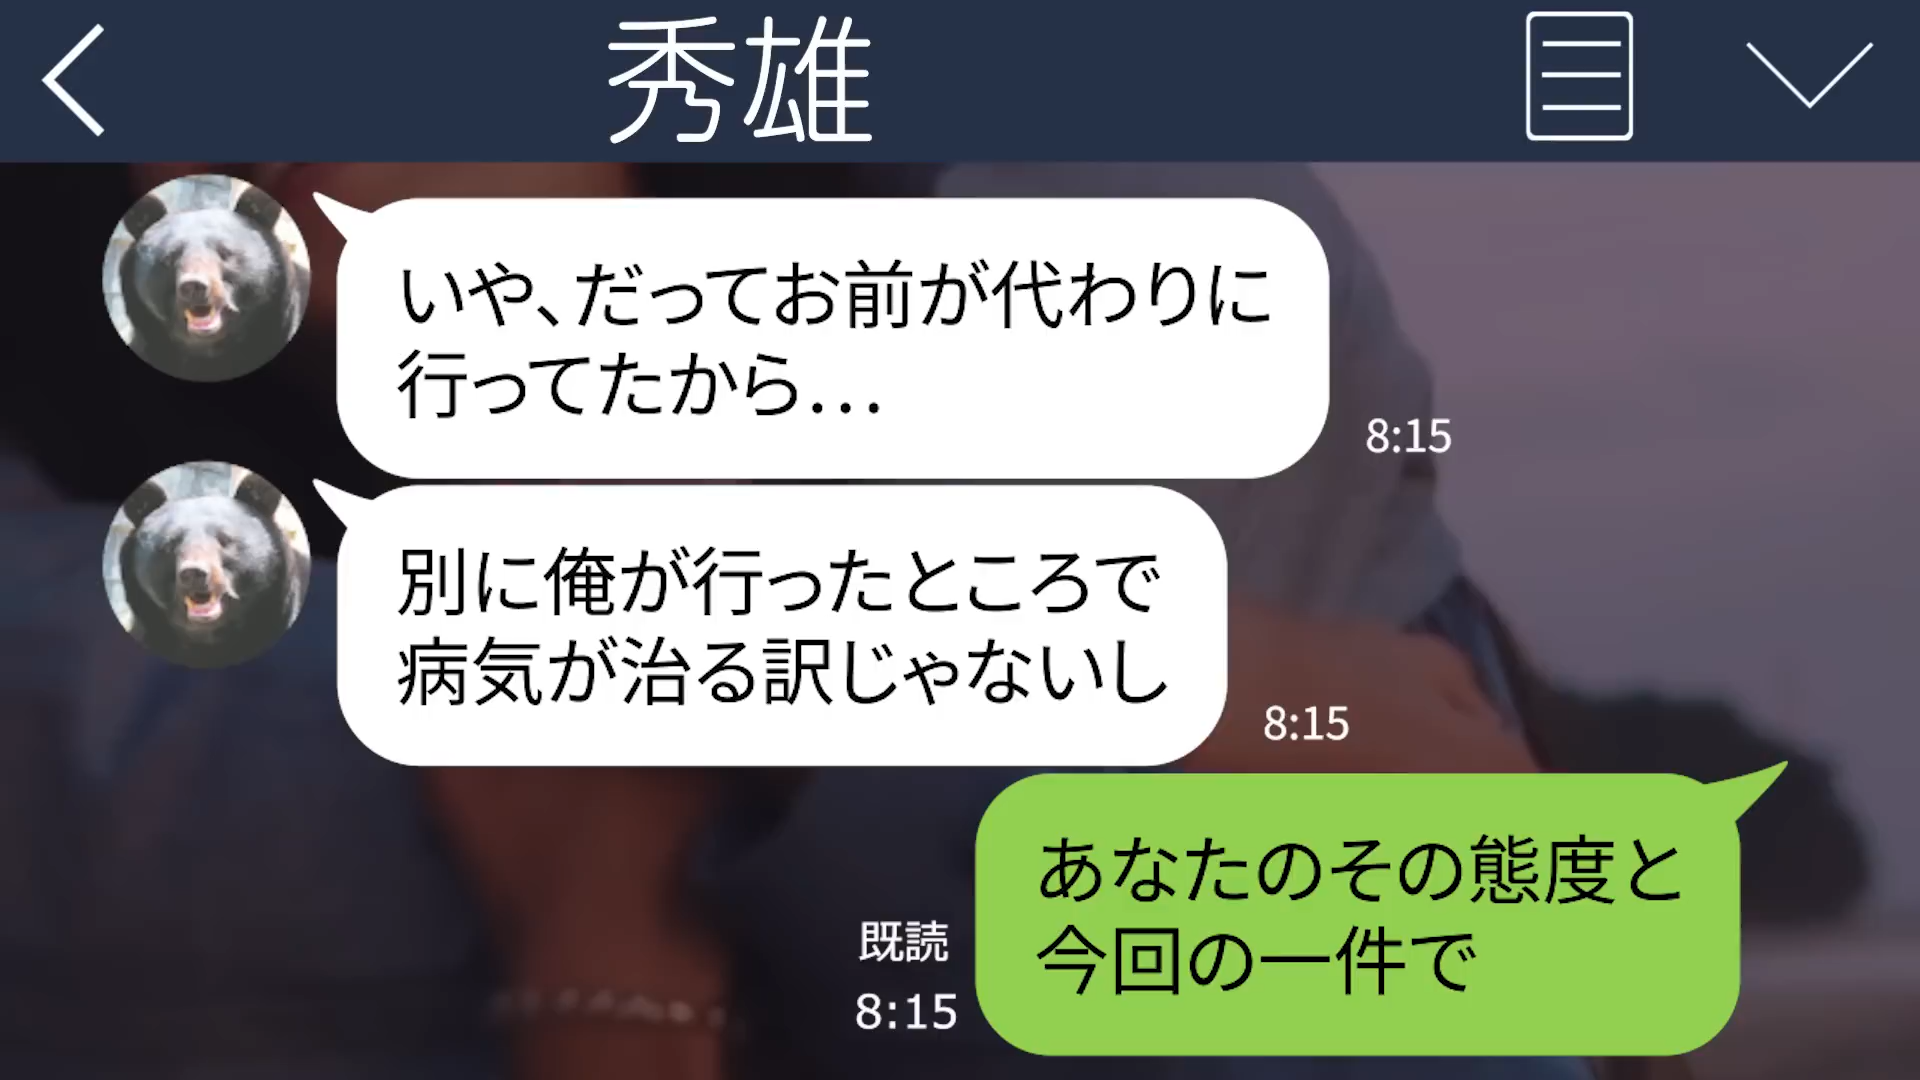 秀雄
いや、だってお前が代わりに
行ってたから…
8:15
別に俺が行ったところで
病気が治る訳じゃないし
8:15
あなたのその態度と
今回の一件で
既読
8:15